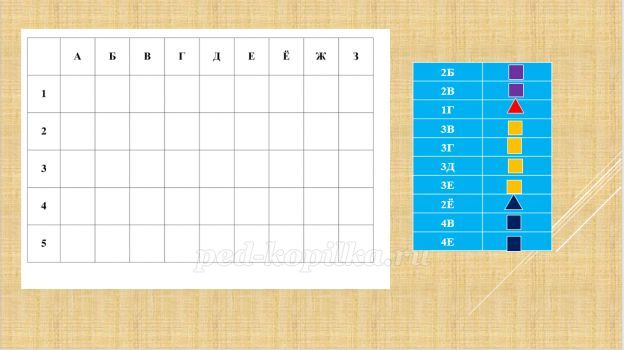 А Б В Г Д Е Ё Ж З
1
2
3
4
5
2Б
2В
1Г
3В
3Г
3Д
3Е
2Ё
4В
4Е
ped-kopilka.ru